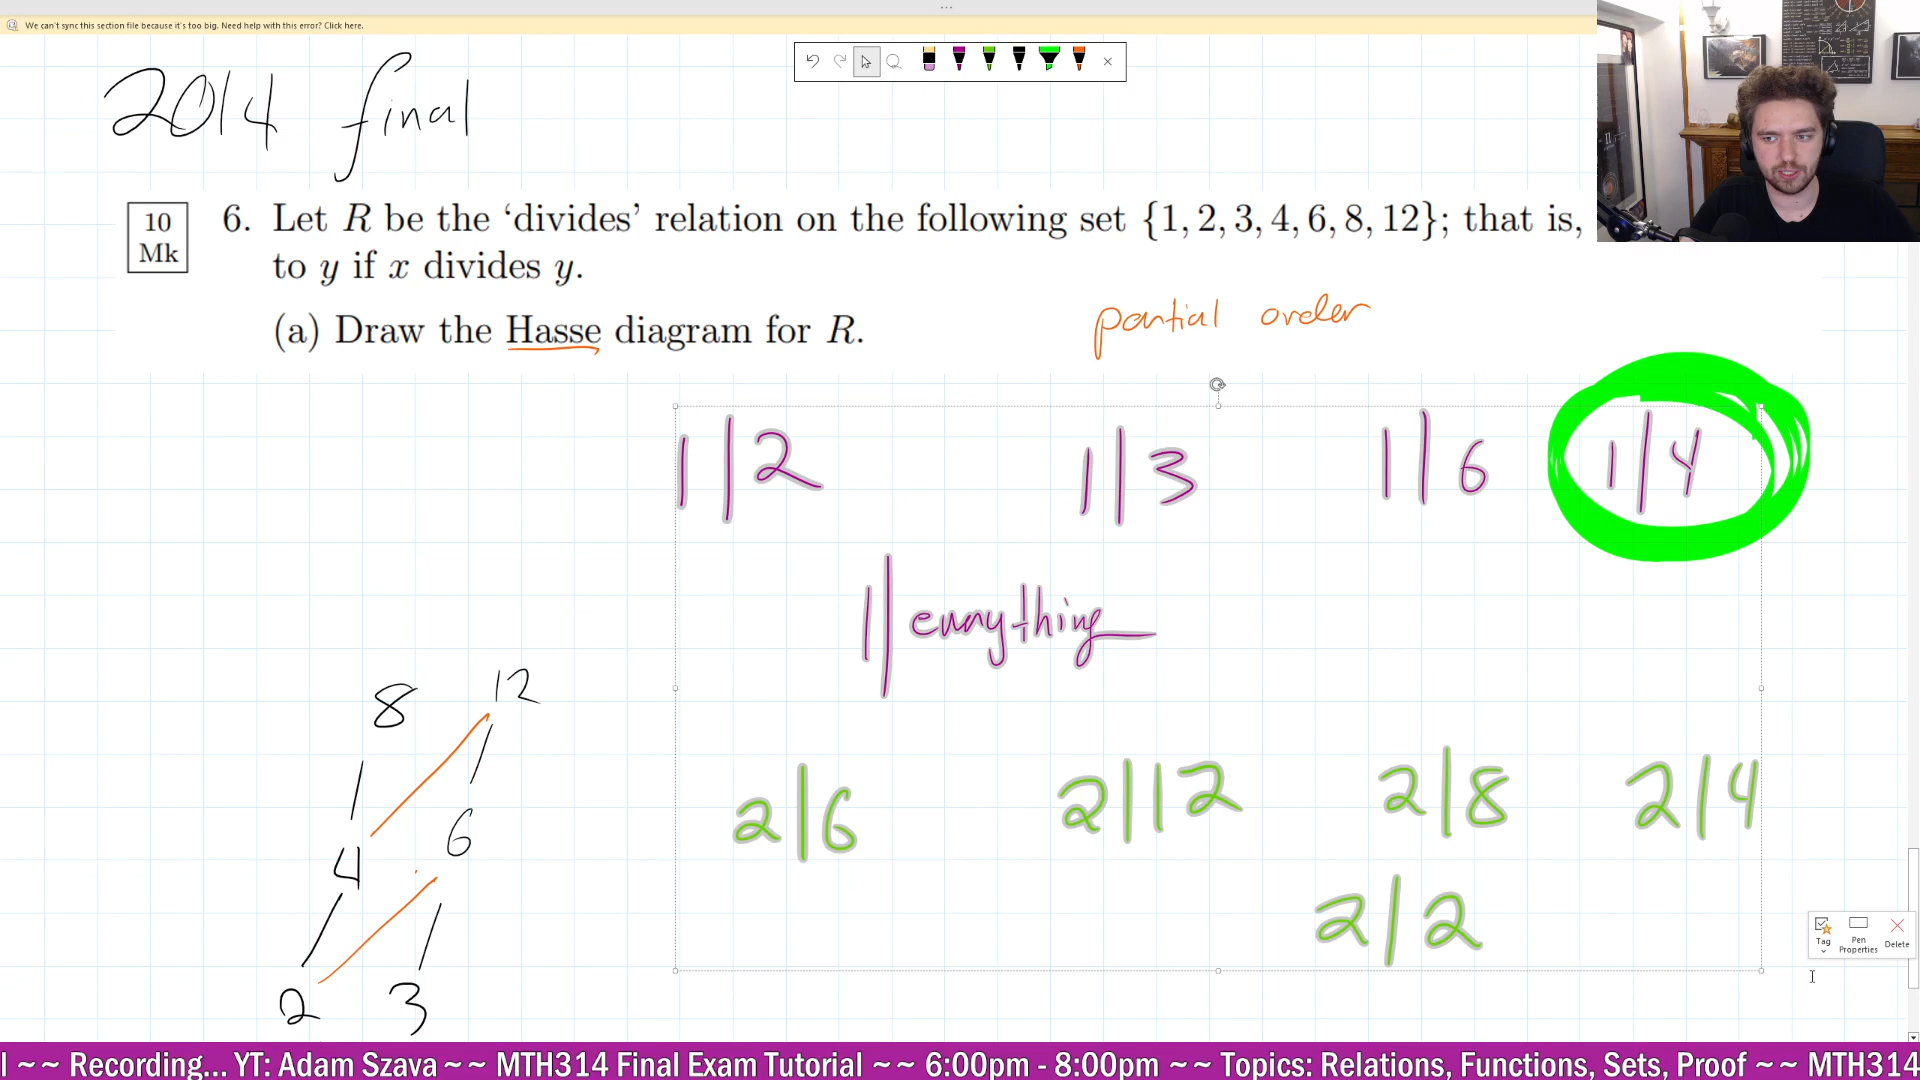 We can't sync this section file because it's too big. Need help with this error? Click here.
2014 final
10 Mk
6. Let R be the ‘divides’ relation on the following set {1, 2, 3, 4, 6, 8, 12}; that is,
to y if x divides y.
(a) Draw the Hasse diagram for R.
partial order
1|2 1|3 1|6 1|4
1|everything
8 12
2|6 2|12 2|8 2|4
4 6
2|2
2 3
Tag
Pen Properties
Delete
l ~~ Recording... YT: Adam Szava ~~ MTH314 Final Exam Tutorial ~~ 6:00pm - 8:00pm ~~ Topics: Relations, Functions, Sets, Proof ~~ MTH314